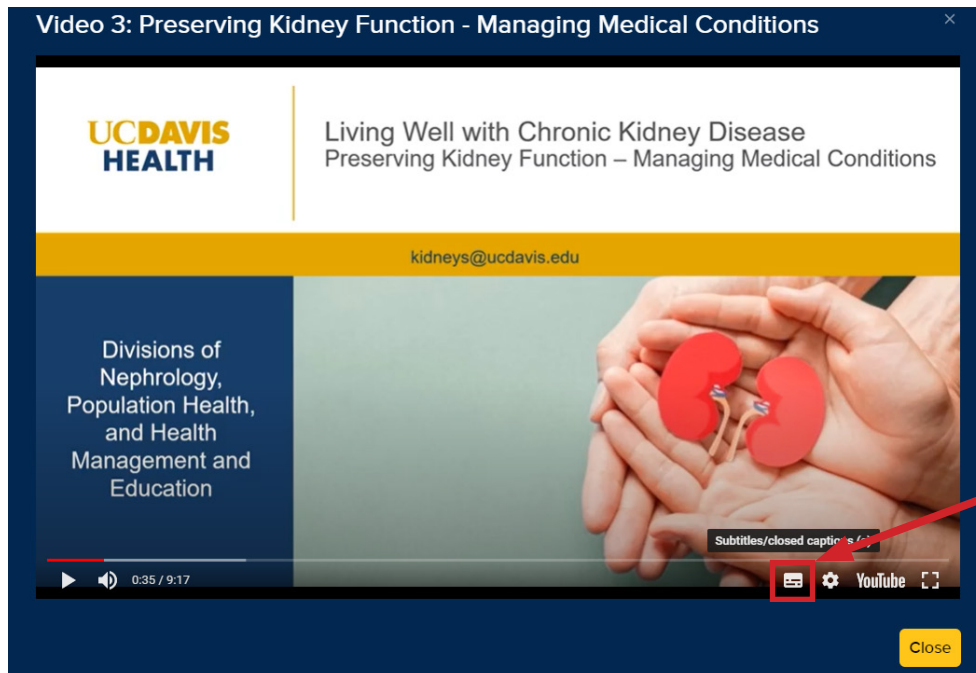 Video 3: Preserving Kidney Function - Managing Medical Conditions
×
UCDAVIS
HEALTH
Living Well with Chronic Kidney Disease
Preserving Kidney Function – Managing Medical Conditions
kidneys@ucdavis.edu
Divisions of
Nephrology,
Population Health,
and Health
Management and
Education
Subtitles/closed captions
0:35 / 9:17
YouTube
Close